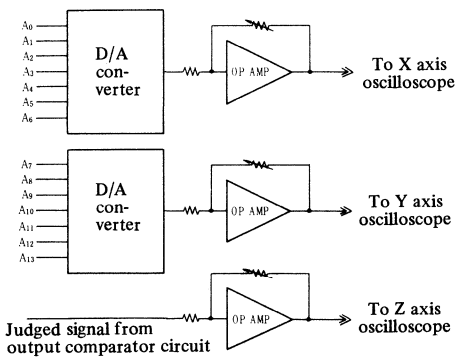 A0
A1
A2
A3
A4
A5
A6
D/A
con-
verter
OP AMP
To X axis
oscilloscope
A7
A8
A9
A10
A11
A12
A13
D/A
con-
verter
OP AMP
To Y axis
oscilloscope
Judged signal from
output comparator circuit
OP AMP
To Z axis
oscilloscope